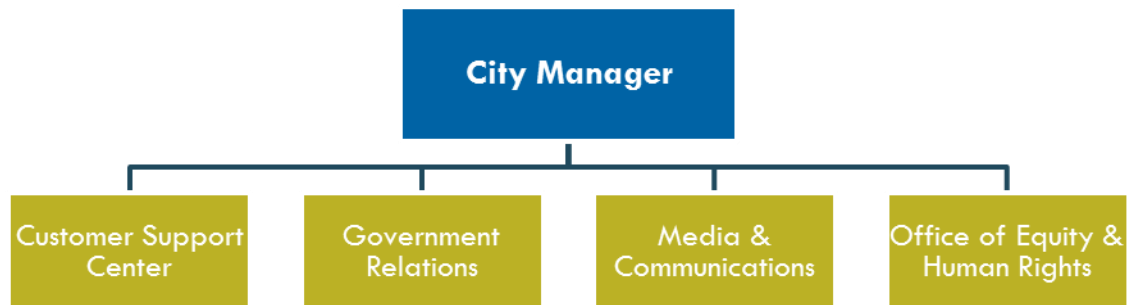 City Manager
Customer Support
Center
Government
Relations
Media &
Communications
Office of Equity &
Human Rights